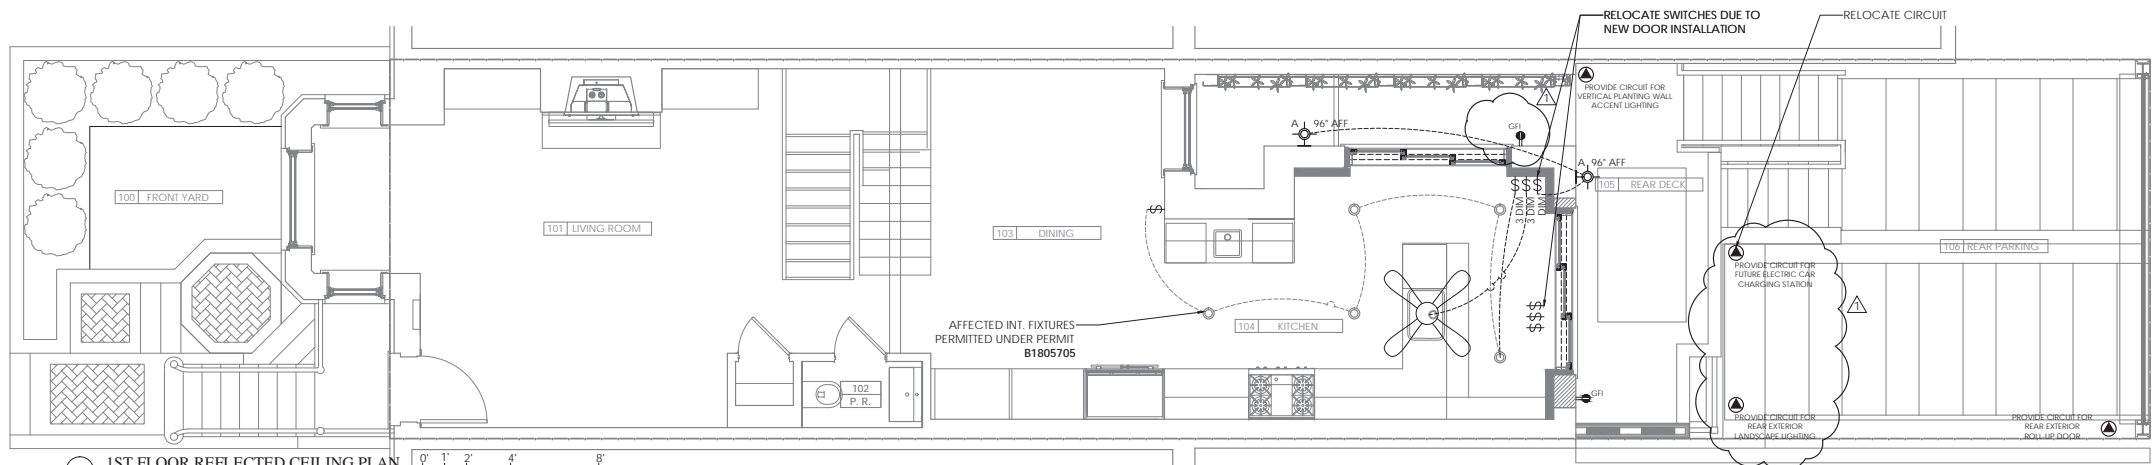 RELOCATE SWITCHES DUE TO
NEW DOOR INSTALLATION
RELOCATE CIRCUIT
PROVIDE CIRCUIT FOR
VERTICAL PLANTING WALL
ACCENT LIGHTING
1
GFI
A 96" AFF
A 96" AFF
100 FRONT YARD
101 LIVING ROOM
103 DINING
105 REAR DECK
106 REAR PARKING
$
$ $ $
3 DIM
3 DIM
DIM
PROVIDE CIRCUIT FOR
FUTURE ELECTRIC CAR
CHARGING STATION
1
$$$
AFFECTED INT. FIXTURES
PERMITTED UNDER PERMIT
B1805705
104 KITCHEN
102
P. R.
GFI
PROVIDE CIRCUIT FOR
REAR EXTERIOR
LANDSCAPE LIGHTING
PROVIDE CIRCUIT FOR
REAR EXTERIOR
ROLL-UP DOOR
1ST FLOOR REFLECTED CEILING PLAN
0' 1' 2' 4' 8'